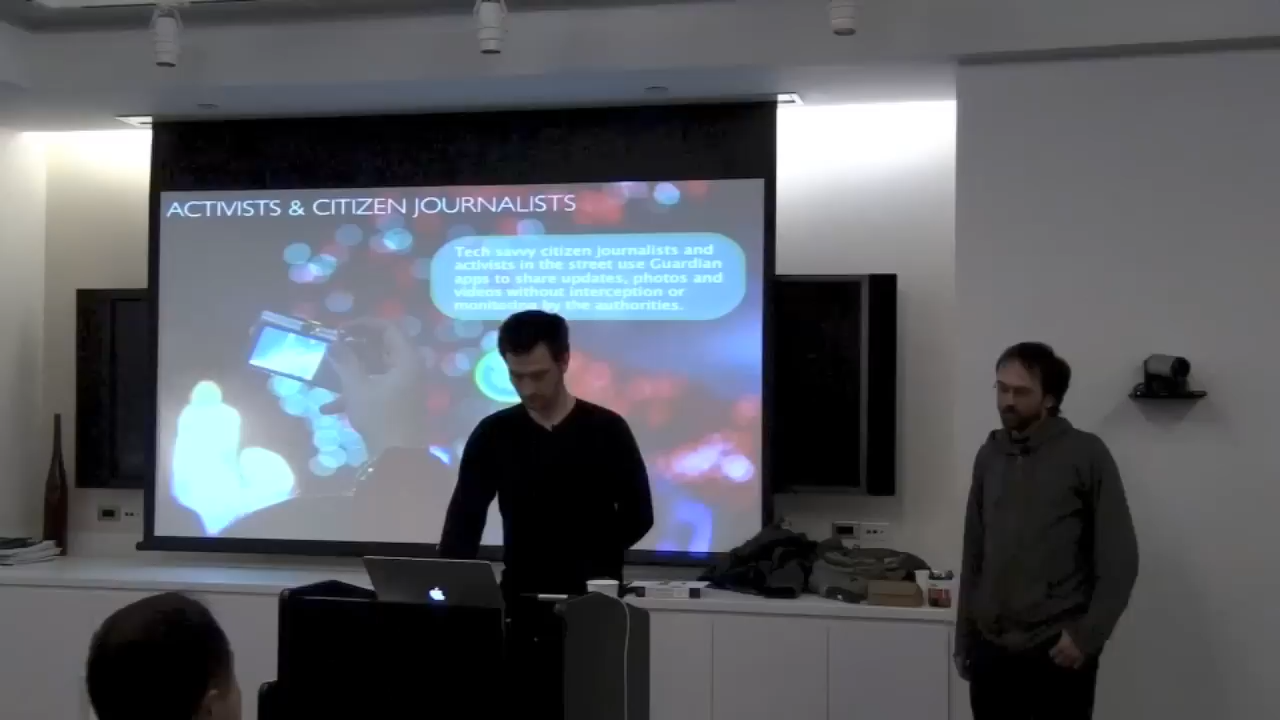 ACTIVISTS & CITIZEN JOURNALISTS
Tech savvy citizen journalists and
activists in the street use Guardian
apps to share updates, photos and
videos without interception or
monitoring by the authorities.